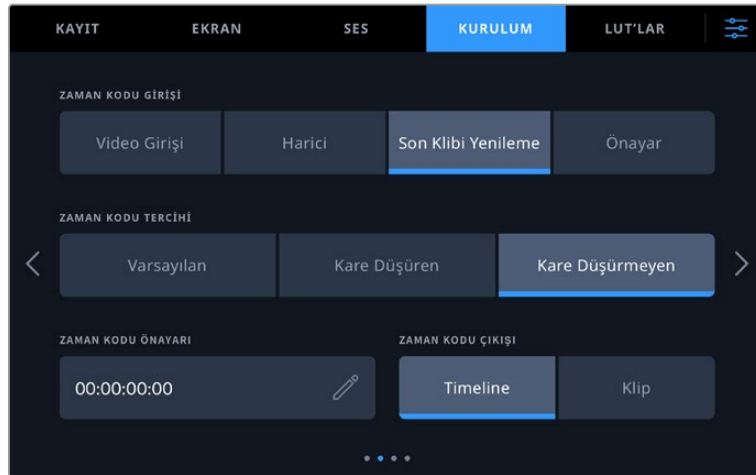 KAYIT EKRAN SES KURULUM LUT'LAR
ZAMAN KODU GİRİŞİ
Video Girişi Harici Son Klibi Yenileme Önayar
ZAMAN KODU TERCİHİ
Varsayılan Kare Düşüren Kare Düşürmeyen
ZAMAN KODU ÖNAYARI ZAMAN KODU ÇIKIŞI
00:00:00:00 Timeline Klip